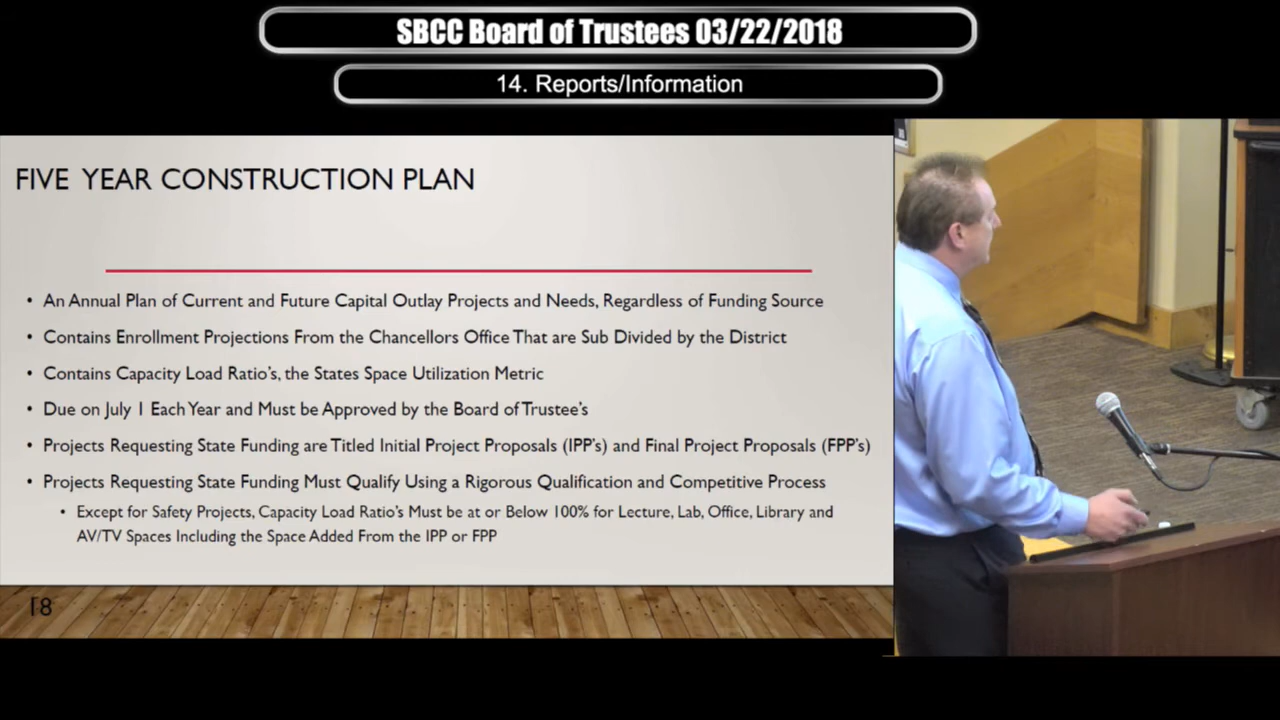 SBCC Board of Trustees 03/22/2018
14. Reports/Information
FIVE YEAR CONSTRUCTION PLAN
• An Annual Plan of Current and Future Capital Outlay Projects and Needs, Regardless of Funding Source
• Contains Enrollment Projections From the Chancellors Office That are Sub Divided by the District
• Contains Capacity Load Ratio's, the States Space Utilization Metric
• Due on July 1 Each Year and Must be Approved by the Board of Trustee's
• Projects Requesting State Funding are Titled Initial Project Proposals (IPP's) and Final Project Proposals (FPP's)
• Projects Requesting State Funding Must Qualify Using a Rigorous Qualification and Competitive Process
• Except for Safety Projects, Capacity Load Ratio's Must be at or Below 100% for Lecture, Lab, Office, Library and
AV/TV Spaces Including the Space Added From the IPP or FPP